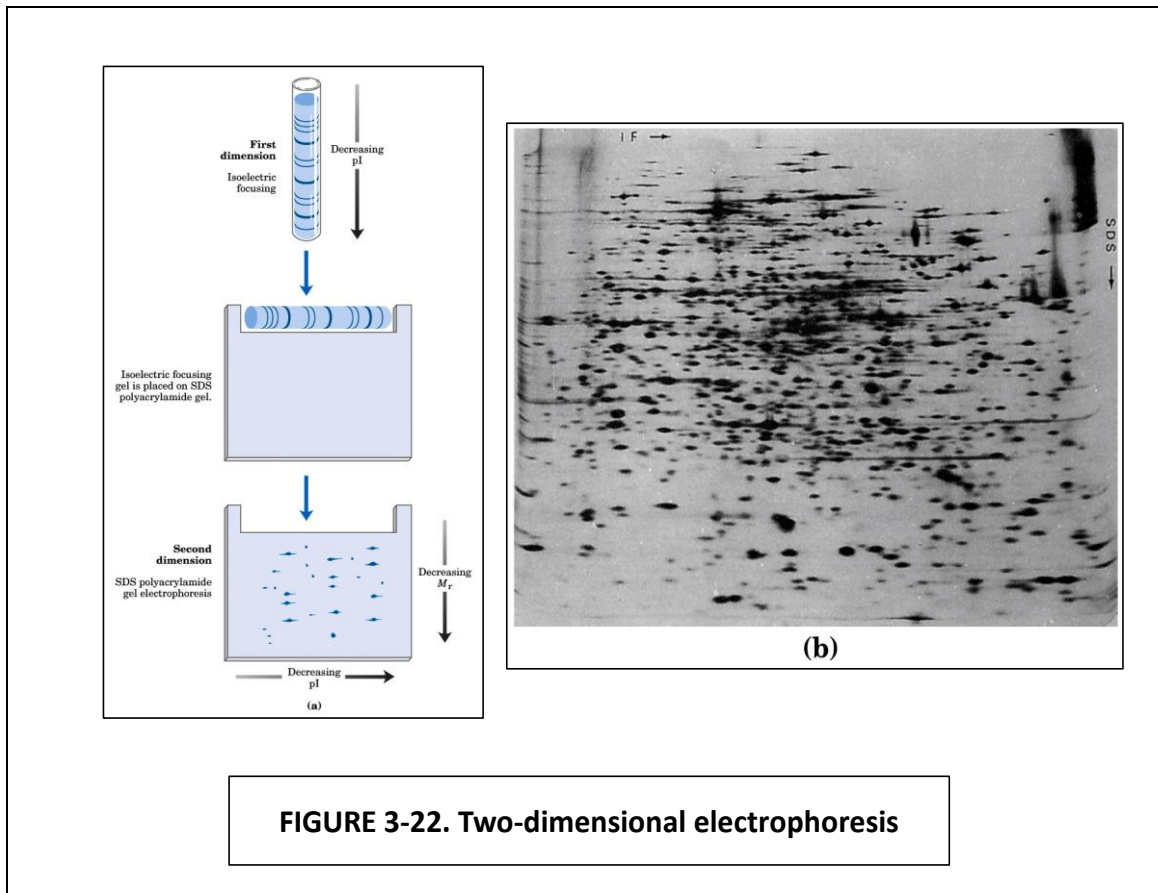 First
dimension
Isoelectric
focusing
Decreasing
pI
Isoelectric focusing
gel is placed on SDS
polyacrylamide gel.
Second
dimension
SDS polyacrylamide
gel electrophoresis
Decreasing
Mr
Decreasing
pI
(a)
IF
SDS
(b)
FIGURE 3-22. Two-dimensional electrophoresis